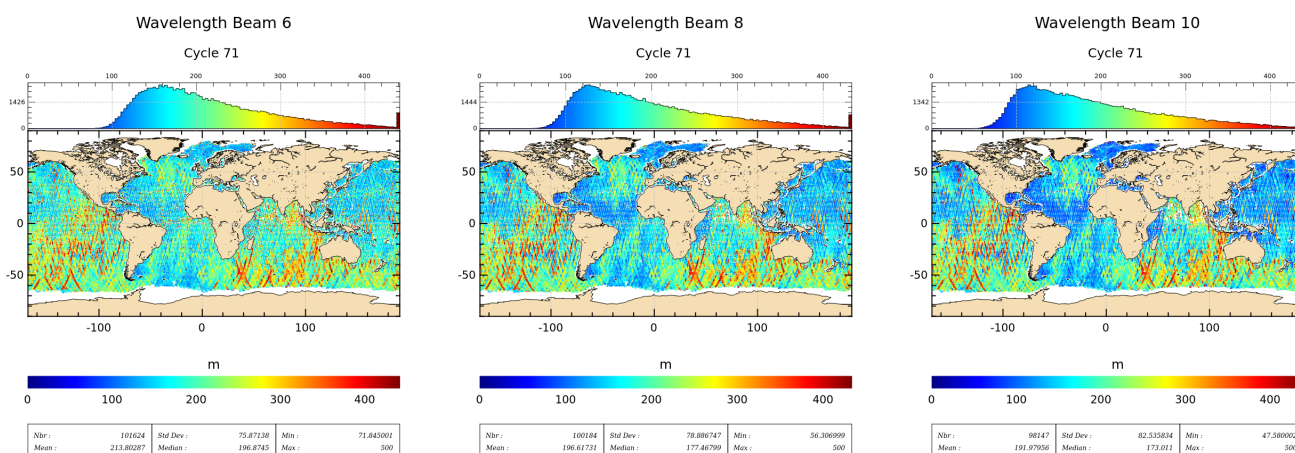 Wavelength Beam 6
Cycle 71
0 100 200 300 400
1426
0
50
0
-50
-100 0 100
m
0 100 200 300 400
Nbr : 101624 Std Dev : 75.87138 Min : 71.845001
Mean : 213.80287 Median : 196.8745 Max : 500
Wavelength Beam 8
Cycle 71
0 100 200 300 400
1444
0
50
0
-50
-100 0 100
m
0 100 200 300 400
Nbr : 100184 Std Dev : 78.886747 Min : 56.306999
Mean : 196.61731 Median : 177.46799 Max : 500
Wavelength Beam 10
Cycle 71
0 100 200 300 400
1342
0
50
0
-50
-100 0 100
m
0 100 200 300 400
Nbr : 98147 Std Dev : 82.535834 Min : 47.580002
Mean : 191.97956 Median : 173.011 Max : 500